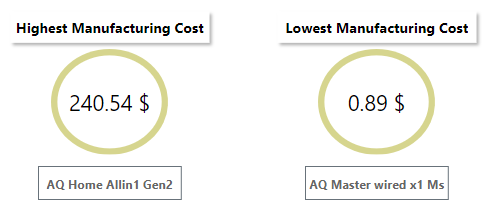 Highest Manufacturing Cost
240.54 $
AQ Home Allin1 Gen2
Lowest Manufacturing Cost
0.89 $
AQ Master wired x1 Ms